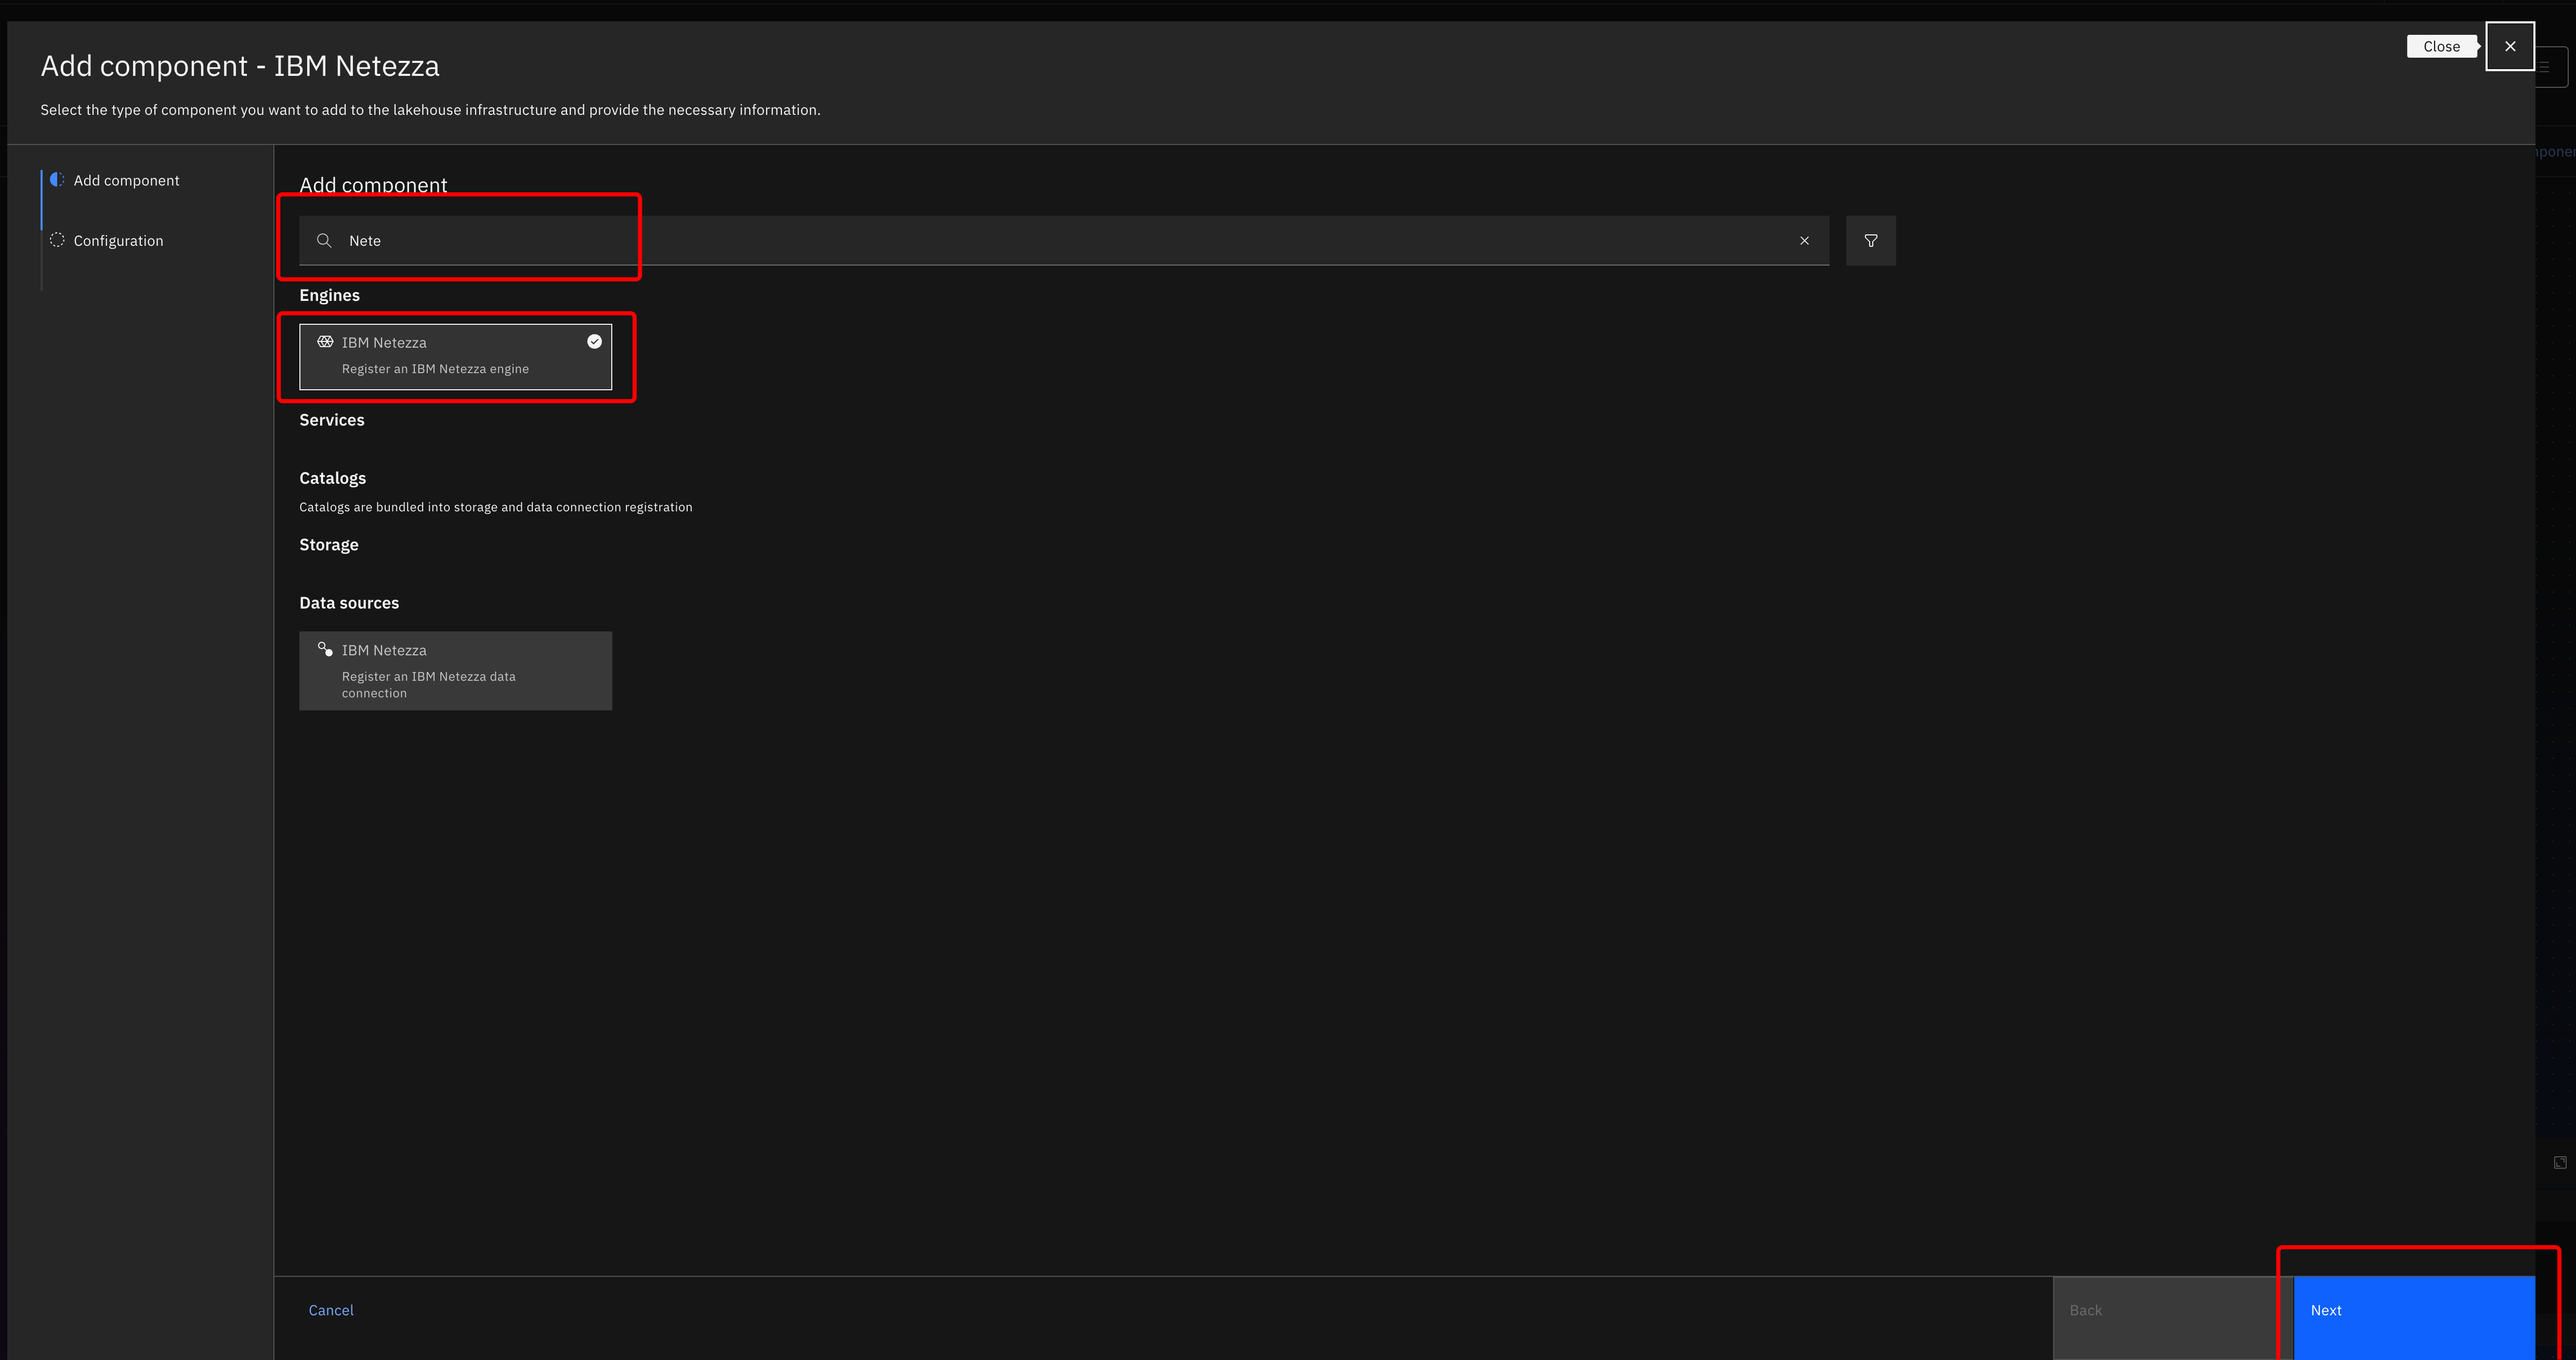 Add component - IBM Netezza
Close
Select the type of component you want to add to the lakehouse infrastructure and provide the necessary information.
Add component
Configuration
Add component
Nete
Engines
IBM Netezza
Register an IBM Netezza engine
Services
Catalogs
Catalogs are bundled into storage and data connection registration
Storage
Data sources
IBM Netezza
Register an IBM Netezza data
connection
Cancel
Back
Next